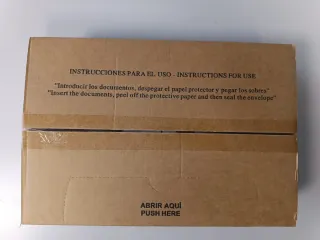 INSTRUCCIONES PARA EL USO - INSTRUCTIONS FOR USE
"Introducir los documentos, despegar el papel protector y pegar los sobres"
"Insert the documents, peel off the protective paper and then seal the envelope"
ABRIR AQUÍ
PUSH HERE